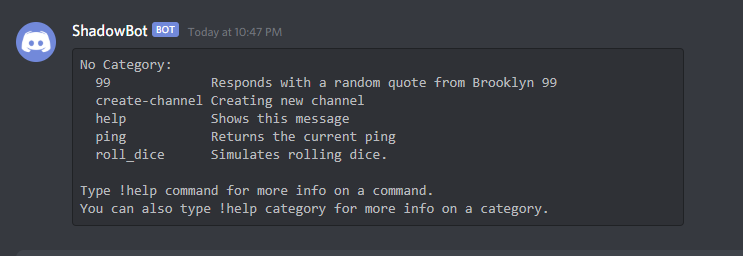 ShadowBot BOT Today at 10:47 PM
No Category:
  99            Responds with a random quote from Brooklyn 99
  create-channel Creating new channel
  help          Shows this message
  ping          Returns the current ping
  roll_dice     Simulates rolling dice.

Type !help command for more info on a command.
You can also type !help category for more info on a category.